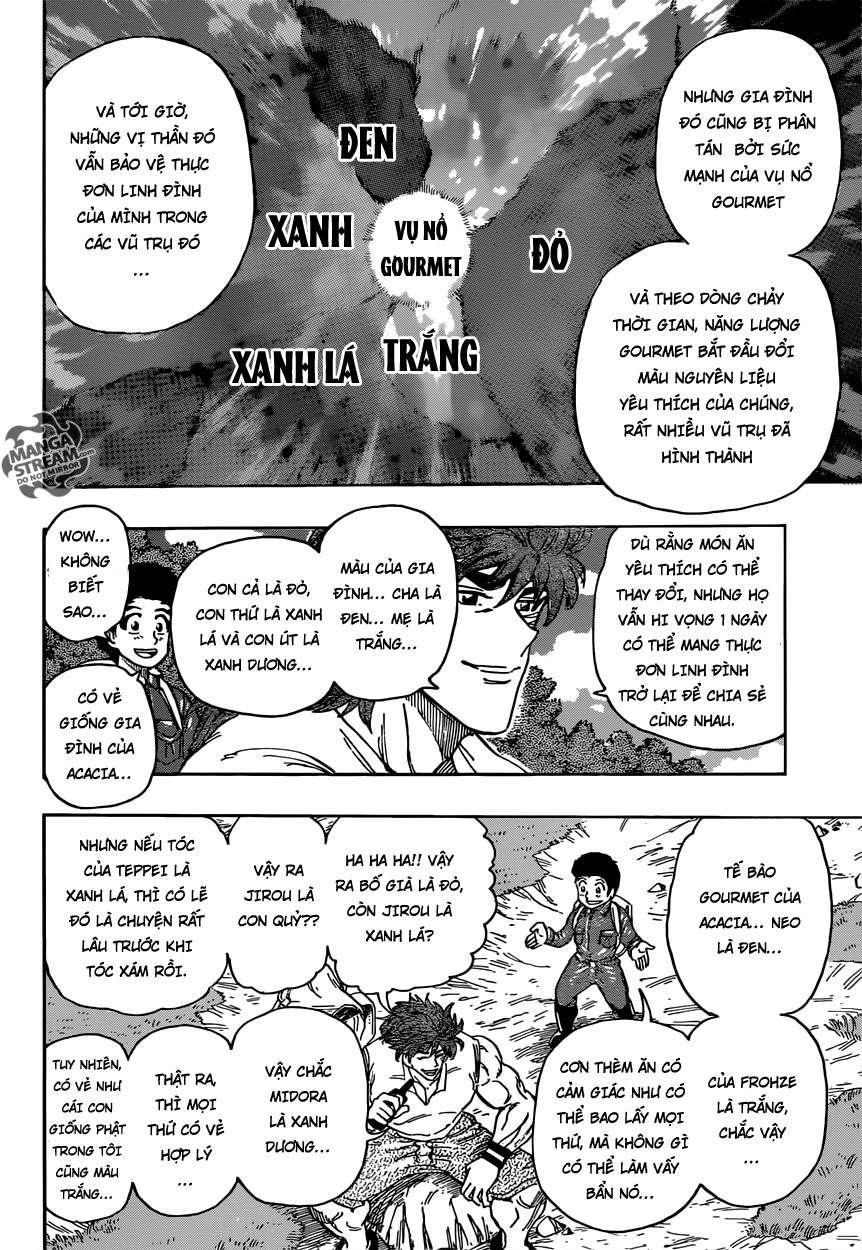 NHƯNG GIA ĐÌNH
ĐÓ CŨNG BỊ PHÂN
TÁN BỞI SỨC
MẠNH CỦA VỤ NỔ
GOURMET
VÀ THEO DÒNG CHẢY
THỜI GIAN, NĂNG LƯỢNG
GOURMET BẮT ĐẦU ĐỔI
MÀU NGUYÊN LIỆU
YÊU THÍCH CỦA CHÚNG,
RẤT NHIỀU VŨ TRỤ ĐÃ
HÌNH THÀNH
ĐEN
XANH
VỤ NỔ
GOURMET
ĐỎ
XANH LÁ
TRẮNG
VÀ TỚI GIỜ,
NHỮNG VỊ THẦN ĐÓ
VẪN BẢO VỆ THỰC
ĐƠN LINH ĐÌNH
CỦA MÌNH TRONG
CÁC VŨ TRỤ ĐÓ
...
MANGA
STREAM.com
DO NOT MIRROR
DÙ RẰNG MÓN ĂN
YÊU THÍCH CÓ THỂ
THAY ĐỔI, NHƯNG HỌ
VẪN HI VỌNG 1 NGÀY
CÓ THỂ MANG THỰC
ĐƠN LINH ĐÌNH
TRỞ LẠI ĐỂ CHIA SẺ
CÙNG NHAU.
MÀU CỦA GIA
ĐÌNH... CHA LÀ
ĐEN... MẸ LÀ
TRẮNG...
CON CẢ LÀ ĐỎ,
CON THỨ LÀ XANH
LÁ VÀ CON ÚT LÀ
XANH DƯƠNG...
WOW...
KHÔNG
BIẾT
SAO...
CÓ VẺ
GIỐNG GIA
ĐÌNH CỦA
ACACIA...
TẾ BÀO
GOURMET CỦA
ACACIA... NEO
LÀ ĐEN...
CỦA FROHZE
LÀ TRẮNG,
CHẮC VẬY
...
CƠN THÈM ĂN CÓ
CẢM GIÁC NHƯ CÓ
THỂ BAO LẤY MỌI
THỨ, MÀ KHÔNG GÌ
CÓ THỂ LÀM VẤY
BẨN NÓ...
HA HA HA!! VẬY
RA BỐ GIÀ LÀ ĐỎ,
CÒN JIROU LÀ
XANH LÁ?
VẬY RA
JIROU LÀ
CON QUỶ??
NHƯNG NẾU TÓC
CỦA TEPPEI LÀ
XANH LÁ, THÌ CÓ LẼ
ĐÓ LÀ CHUYỆN RẤT
LÂU TRƯỚC KHI
TÓC XÁM RỒI.
VẬY CHẮC
MIDORA
LÀ XANH
DƯƠNG...
THẬT RA,
THÌ MỌI
THỨ CÓ VẺ
HỢP LÝ
...
TUY NHIÊN,
CÓ VẺ NHƯ
CÁI CON
GIỐNG PHẬT
TRONG TÔI
CŨNG MÀU
TRẮNG...